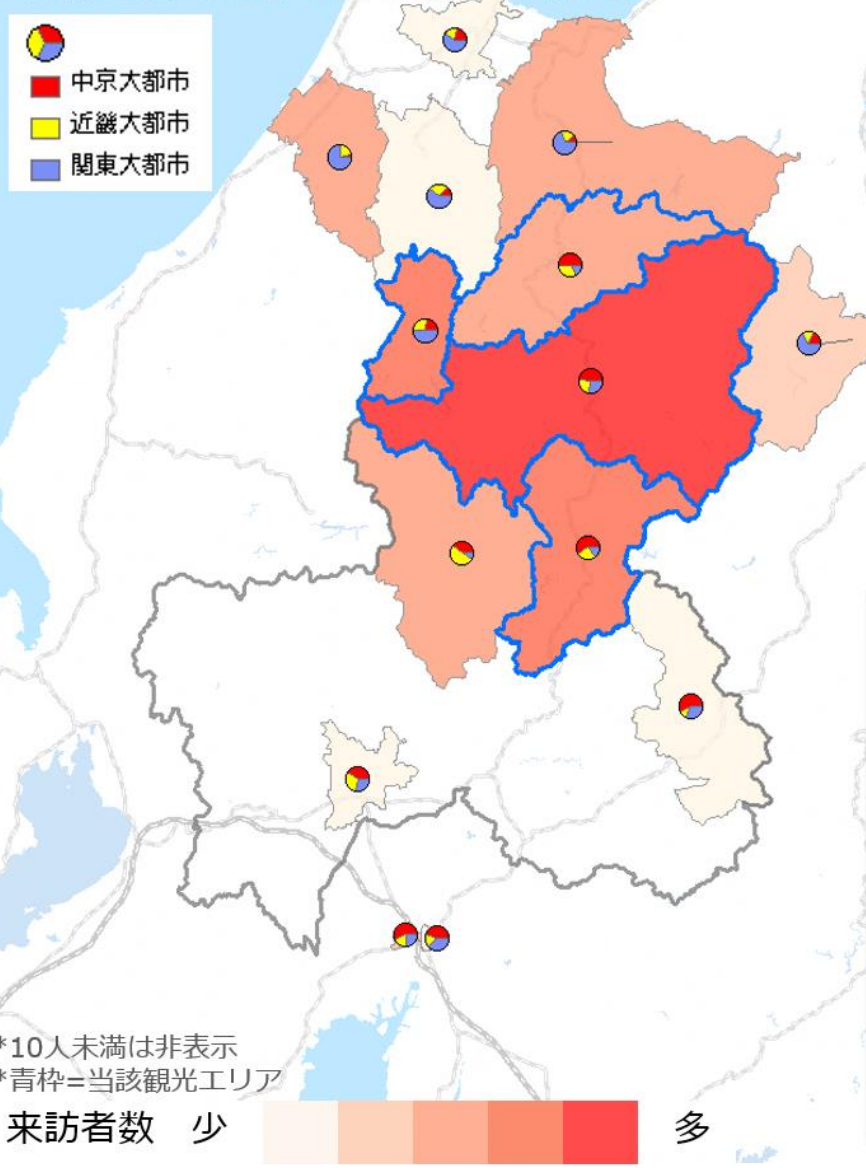 中京大都市
近畿大都市
関東大都市
*10人未満は非表示
*青枠=当該観光エリア
来訪者数 少 多